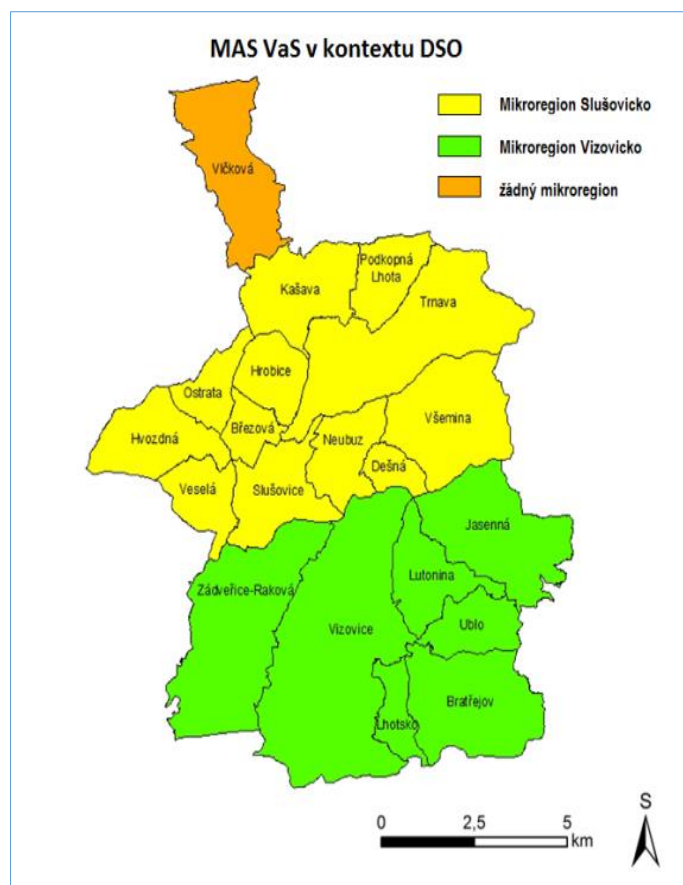 MAS VaS v kontextu DSO
Mikroregion Slušovicko
Mikroregion Vizovicko
žádný mikroregion
Vlčková
Podkopná
Lhota
Kašava
Trnava
Hrobice
Ostrata
Březová
Všemina
Hvozdná
Neubuz
Dešná
Veselá
Slušovice
Jasenná
Lutonina
Zádveřice-Raková
Vizovice
Ublo
Bratřejov
Lhotsko
S
0 2,5 5
km